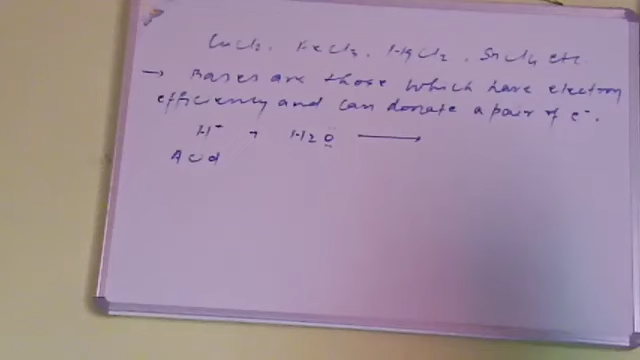 CuCl2, FeCl3, HgCl2, SnCl4 etc.
→ Bases are those which have electron
efficiency and can donate a pair of e-.
H+ + H2O →
Acid